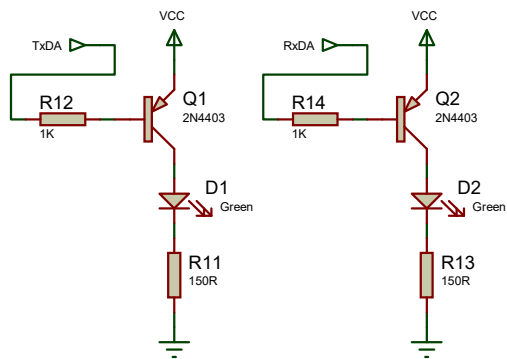 VCC
TxDA
R12
1K
Q1
2N4403
D1
Green
R11
150R
VCC
RxDA
R14
1K
Q2
2N4403
D2
Green
R13
150R